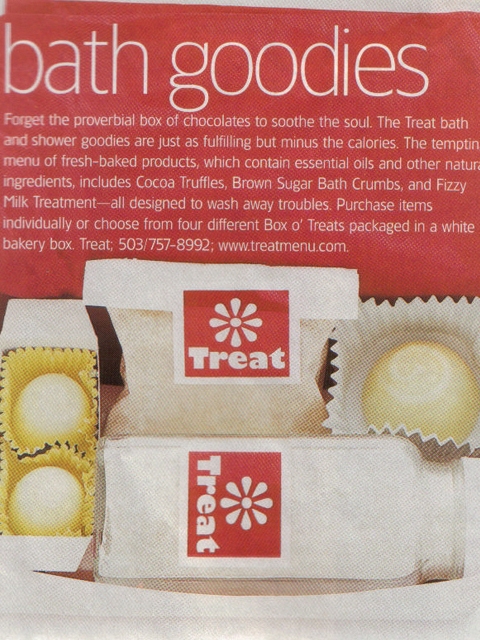 bath goodies
Forget the proverbial box of chocolates to soothe the soul. The Treat bath
and shower goodies are just as fulfilling but minus the calories. The temptin
menu of fresh-baked products, which contain essential oils and other natura
ingredients, includes Cocoa Truffles, Brown Sugar Bath Crumbs, and Fizzy
Milk Treatment—all designed to wash away troubles. Purchase items
individually or choose from four different Box o' Treats packaged in a white
bakery box. Treat; 503/757-8992; www.treatmenu.com.
Treat
Treat